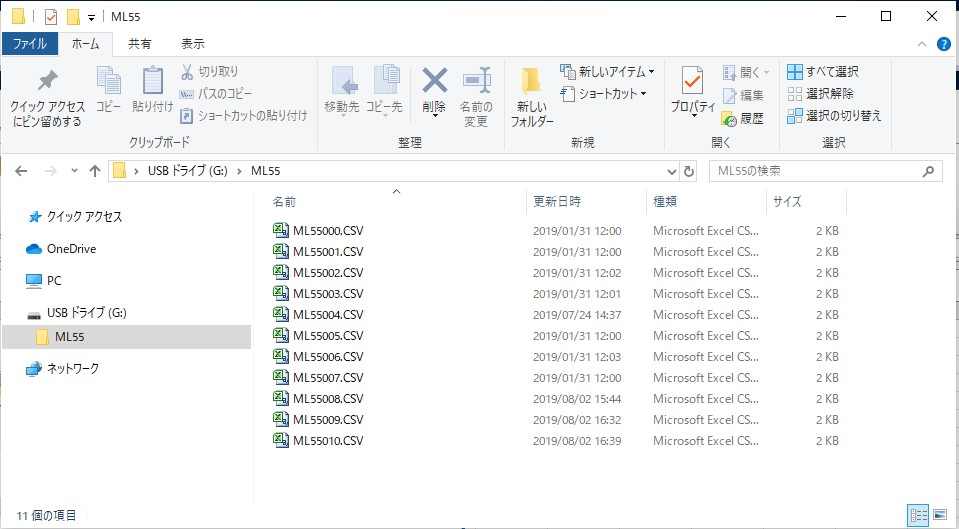 ML55
ファイル ホーム 共有 表示
クイック アクセス
にピン留めする
コピー
貼り付け
切り取り
パスのコピー
ショートカットの貼り付け
クリップボード
移動先
コピー先
削除
名前の
変更
整理
新しい
フォルダー
新しいアイテム
ショートカット
新規
プロパティ
開く
編集
履歴
開く
すべて選択
選択解除
選択の切り替え
選択
USB ドライブ (G:) ML55
ML55の検索
クイック アクセス
OneDrive
PC
USB ドライブ (G:)
ML55
ネットワーク
名前 更新日時 種類 サイズ
ML55000.CSV 2019/01/31 12:00 Microsoft Excel CS... 2 KB
ML55001.CSV 2019/01/31 12:00 Microsoft Excel CS... 2 KB
ML55002.CSV 2019/01/31 12:02 Microsoft Excel CS... 2 KB
ML55003.CSV 2019/01/31 12:01 Microsoft Excel CS... 2 KB
ML55004.CSV 2019/07/24 14:37 Microsoft Excel CS... 2 KB
ML55005.CSV 2019/01/31 12:00 Microsoft Excel CS... 2 KB
ML55006.CSV 2019/01/31 12:03 Microsoft Excel CS... 2 KB
ML55007.CSV 2019/01/31 12:00 Microsoft Excel CS... 2 KB
ML55008.CSV 2019/08/02 15:44 Microsoft Excel CS... 2 KB
ML55009.CSV 2019/08/02 16:32 Microsoft Excel CS... 2 KB
ML55010.CSV 2019/08/02 16:39 Microsoft Excel CS... 2 KB
11 個の項目